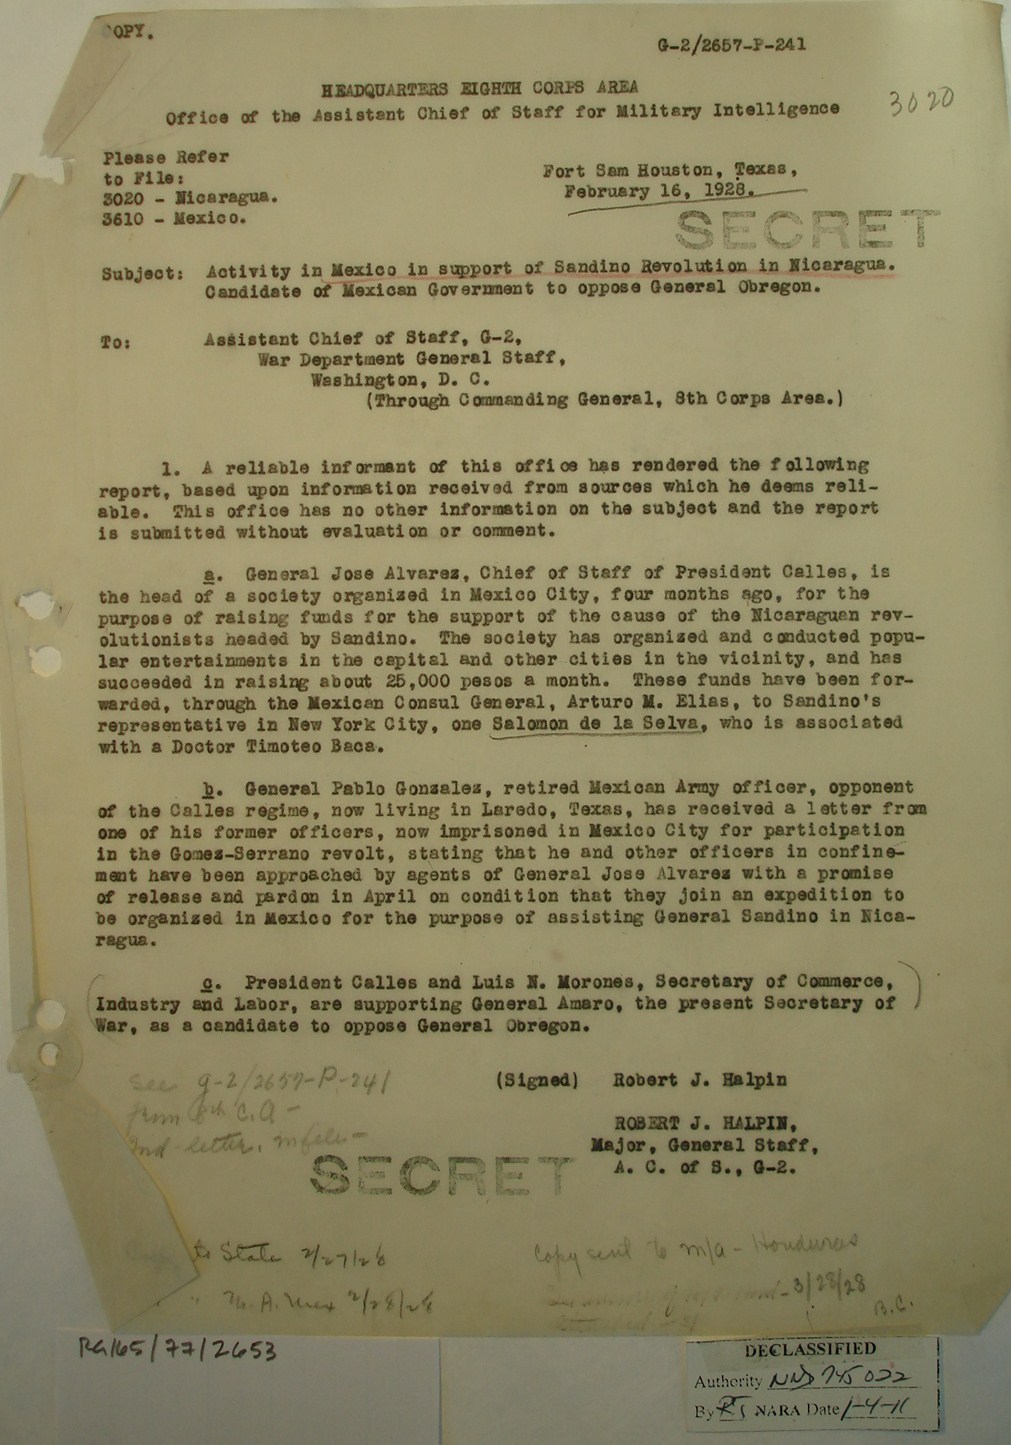 COPY.
G-2/2657-P-241
HEADQUARTERS EIGHTH CORPS AREA
Office of the Assistant Chief of Staff for Military Intelligence
3020
Please Refer
to File:
3020 - Nicaragua.
3610 - Mexico.
Fort Sam Houston, Texas,
February 16, 1928.
SECRET
Subject: Activity in Mexico in support of Sandino Revolution in Nicaragua.
Candidate of Mexican Government to oppose General Obregon.
To: Assistant Chief of Staff, G-2,
War Department General Staff,
Washington, D. C.
(Through Commanding General, 8th Corps Area.)
1. A reliable informant of this office has rendered the following
report, based upon information received from sources which he deems reli-
able. This office has no other information on the subject and the report
is submitted without evaluation or comment.
a. General Jose Alvarez, Chief of Staff of President Calles, is
the head of a society organized in Mexico City, four months ago, for the
purpose of raising funds for the support of the cause of the Nicaraguan rev-
olutionists headed by Sandino. The society has organized and conducted popu-
lar entertainments in the capital and other cities in the vicinity, and has
succeeded in raising about 25,000 pesos a month. These funds have been for-
warded, through the Mexican Consul General, Arturo M. Elias, to Sandino's
representative in New York City, one Salomon de la Selva, who is associated
with a Doctor Timoteo Baca.
b. General Pablo Gonzalez, retired Mexican Army officer, opponent
of the Calles regime, now living in Laredo, Texas, has received a letter from
one of his former officers, now imprisoned in Mexico City for participation
in the Gomez-Serrano revolt, stating that he and other officers in confine-
ment have been approached by agents of General Jose Alvarez with a promise
of release and pardon in April on condition that they join an expedition to
be organized in Mexico for the purpose of assisting General Sandino in Nica-
ragua.
c. President Calles and Luis N. Morones, Secretary of Commerce,
Industry and Labor, are supporting General Amaro, the present Secretary of
War, as a candidate to oppose General Obregon.
see g-2/2657-P-241
from 8th C.A -
2nd letter, in file -
(Signed) Robert J. Halpin
ROBERT J. HALPIN,
Major, General Staff,
A. C. of S., G-2.
SECRET
to State 2/27/28
" M. A. Mex 2/28/28
Copy sent to M/A - Honduras
- 3/28/28
B.C.
RG165/77/2653
DECLASSIFIED
Authority NND 745022
By RT NARA Date 1-4-11